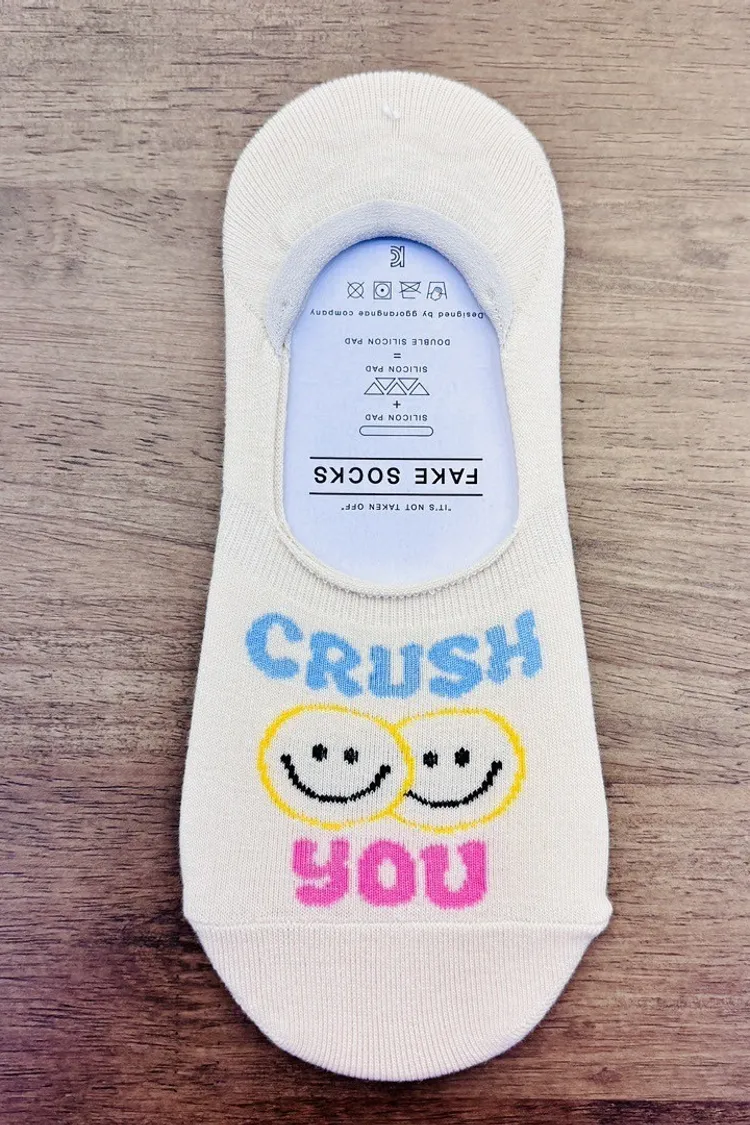 CRUSH
YOU
"IT'S NOT TAKEN OFF"
FAKE SOCKS
SILICON PAD
+
SILICON PAD
=
DOUBLE SILICON PAD
Designed by ggorangnae company